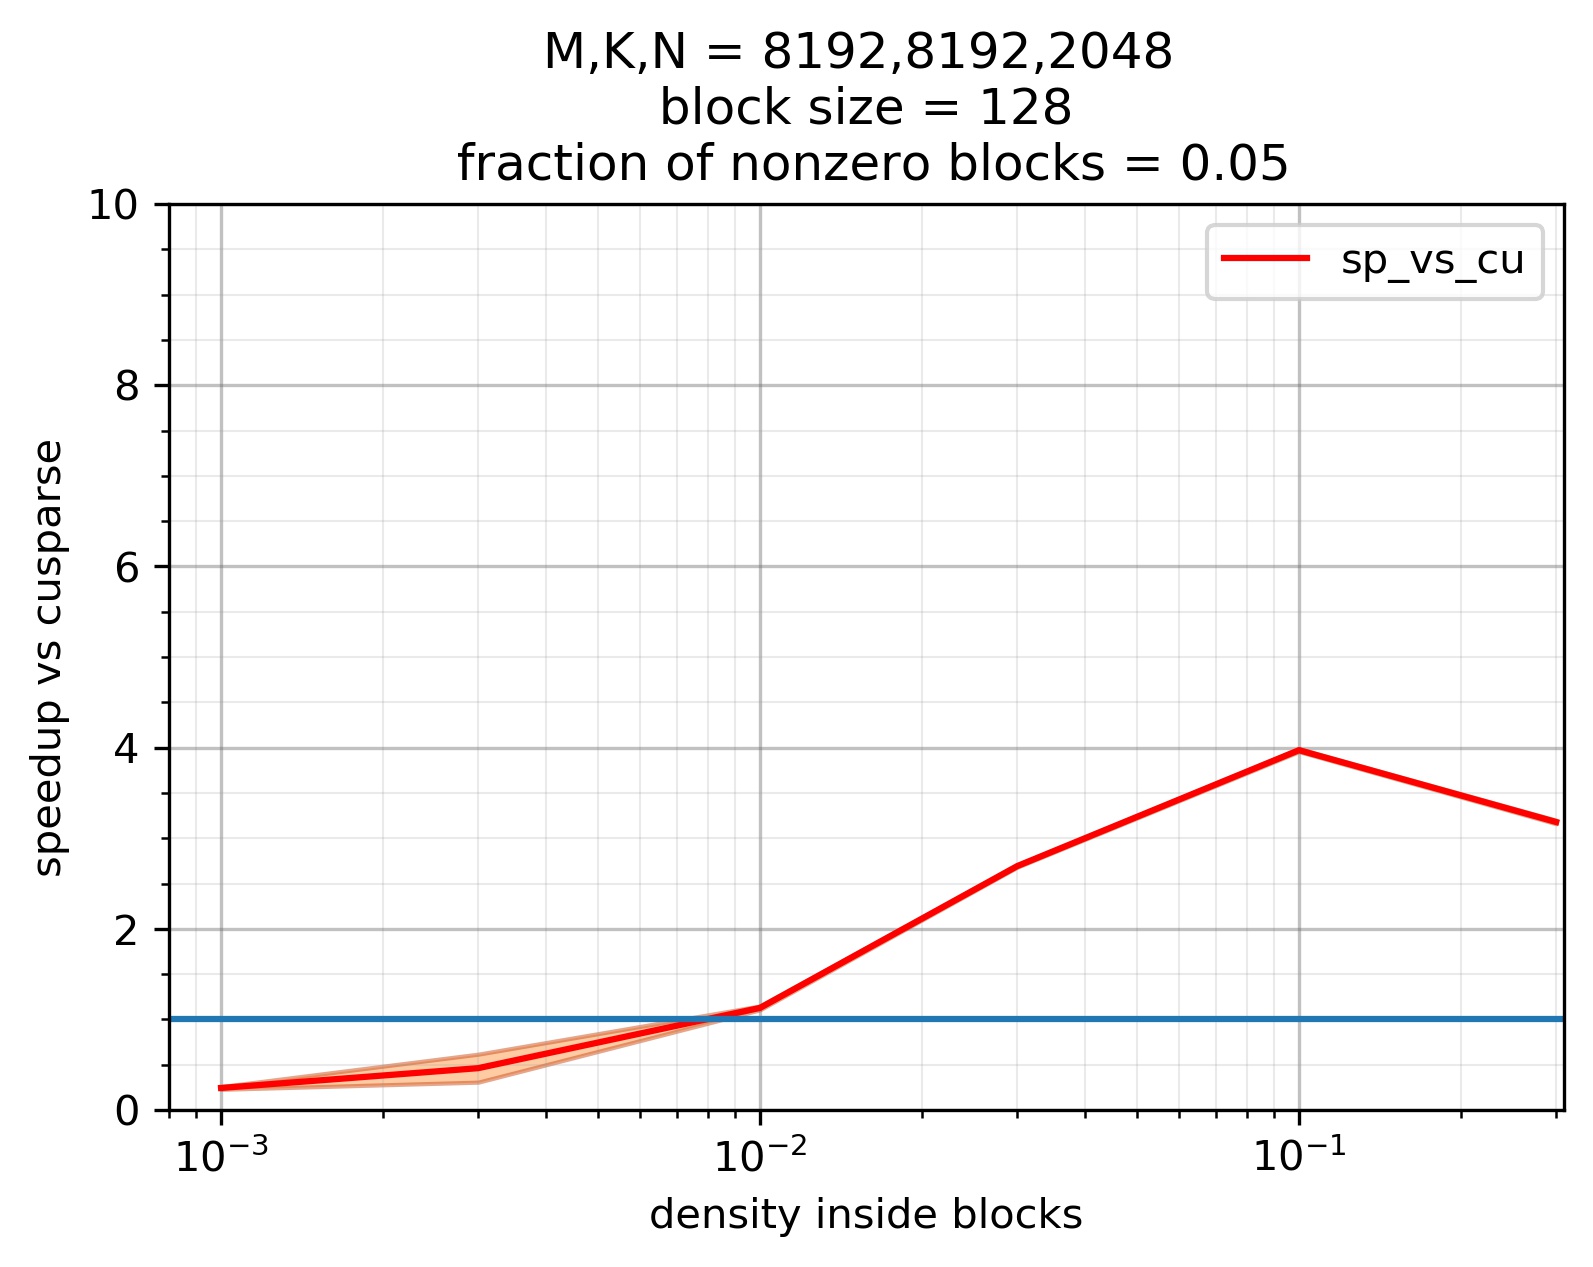 M,K,N = 8192,8192,2048
block size = 128
fraction of nonzero blocks = 0.05
10
8
6
4
2
0
speedup vs cusparse
sp_vs_cu
10⁻³
10⁻²
10⁻¹
density inside blocks